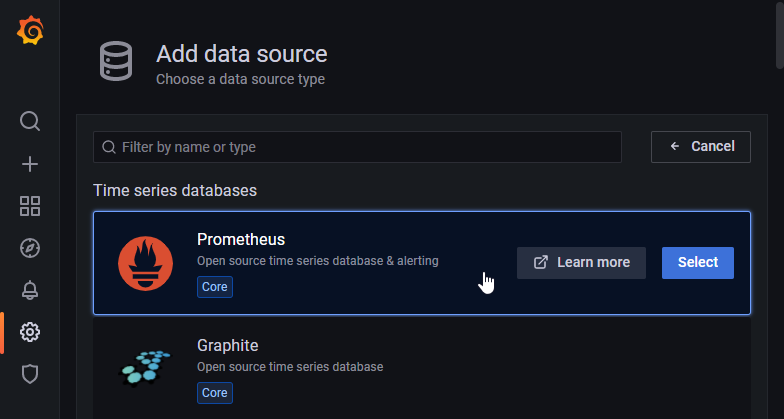 Add data source
Choose a data source type
Filter by name or type
Cancel
Time series databases
Prometheus
Open source time series database & alerting
Core
Learn more
Select
Graphite
Open source time series database
Core